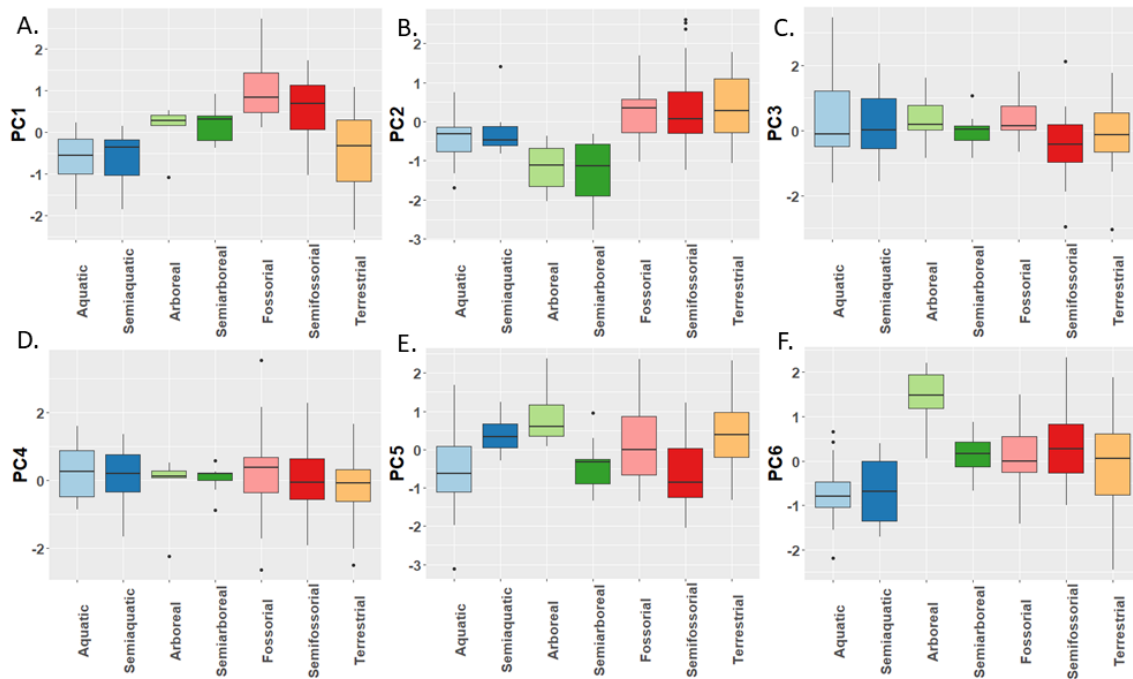 A.
PC1
2
1
0
-1
-2
Aquatic
Semiaquatic
Arboreal
Semiarboreal
Fossorial
Semifossorial
Terrestrial
B.
PC2
2
1
0
-1
-2
-3
Aquatic
Semiaquatic
Arboreal
Semiarboreal
Fossorial
Semifossorial
Terrestrial
C.
PC3
2
0
-2
Aquatic
Semiaquatic
Arboreal
Semiarboreal
Fossorial
Semifossorial
Terrestrial
D.
PC4
2
0
-2
Aquatic
Semiaquatic
Arboreal
Semiarboreal
Fossorial
Semifossorial
Terrestrial
E.
PC5
2
1
0
-1
-2
-3
Aquatic
Semiaquatic
Arboreal
Semiarboreal
Fossorial
Semifossorial
Terrestrial
F.
PC6
2
1
0
-1
-2
Aquatic
Semiaquatic
Arboreal
Semiarboreal
Fossorial
Semifossorial
Terrestrial